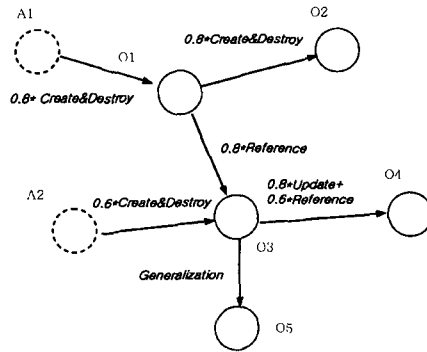 A1
O2
O1
0.8*Create&Destroy
0.8* Create&Destroy
0.8*Reference
O4
A2
0.6*Create&Destroy
0.8*Update+
0.6*Reference
O3
Generalization
O5